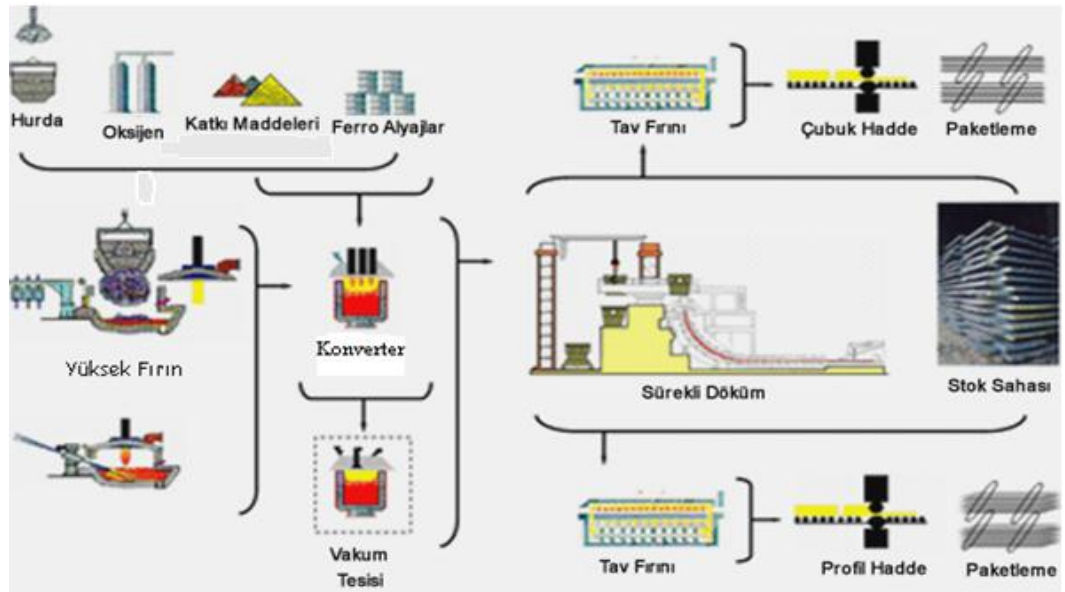 Hurda
Oksijen
Katkı Maddeleri
Ferro Alyajlar
Tav Fırını
Çubuk Hadde
Paketleme
Yüksek Fırın
Konverter
Vakum
Tesisi
Sürekli Döküm
Stok Sahası
Tav Fırını
Profil Hadde
Paketleme